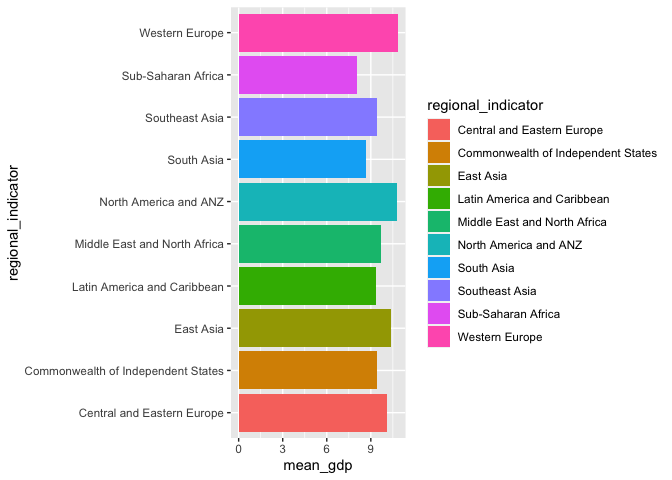 Western Europe
Sub-Saharan Africa
Southeast Asia
South Asia
North America and ANZ
Middle East and North Africa
Latin America and Caribbean
East Asia
Commonwealth of Independent States
Central and Eastern Europe
regional_indicator
0 3 6 9
mean_gdp
regional_indicator
Central and Eastern Europe
Commonwealth of Independent States
East Asia
Latin America and Caribbean
Middle East and North Africa
North America and ANZ
South Asia
Southeast Asia
Sub-Saharan Africa
Western Europe